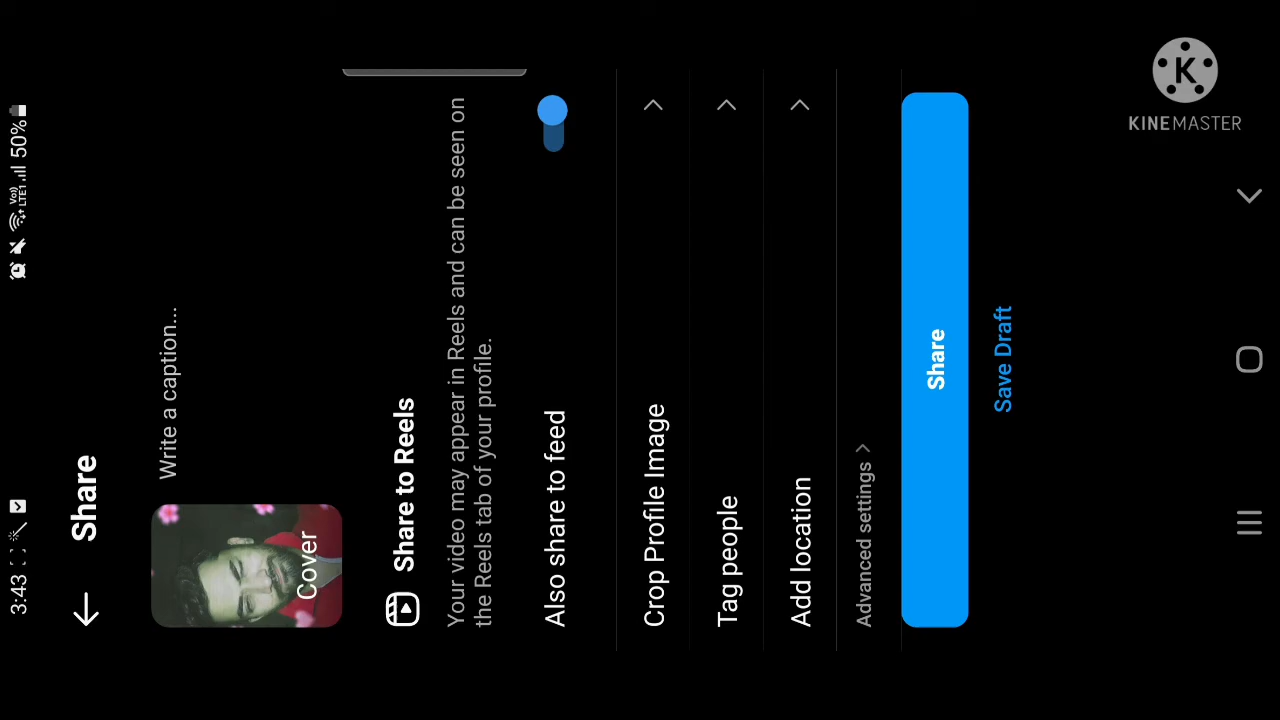 3:43
Vo))
LTE1
50%
Share
Write a caption...
Cover
Share to Reels
Your video may appear in Reels and can be seen on
the Reels tab of your profile.
Also share to feed
Crop Profile Image
Tag people
Add location
Advanced settings
Share
Save Draft
K
KINEMASTER